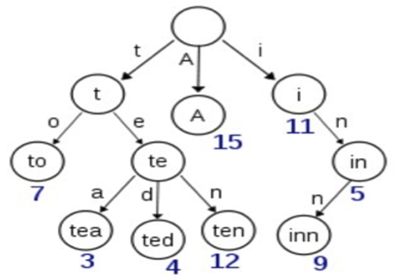 t A i
t A i
15 11
o e n
to te in
7 5
a d n n
tea ted ten inn
3 4 12 9